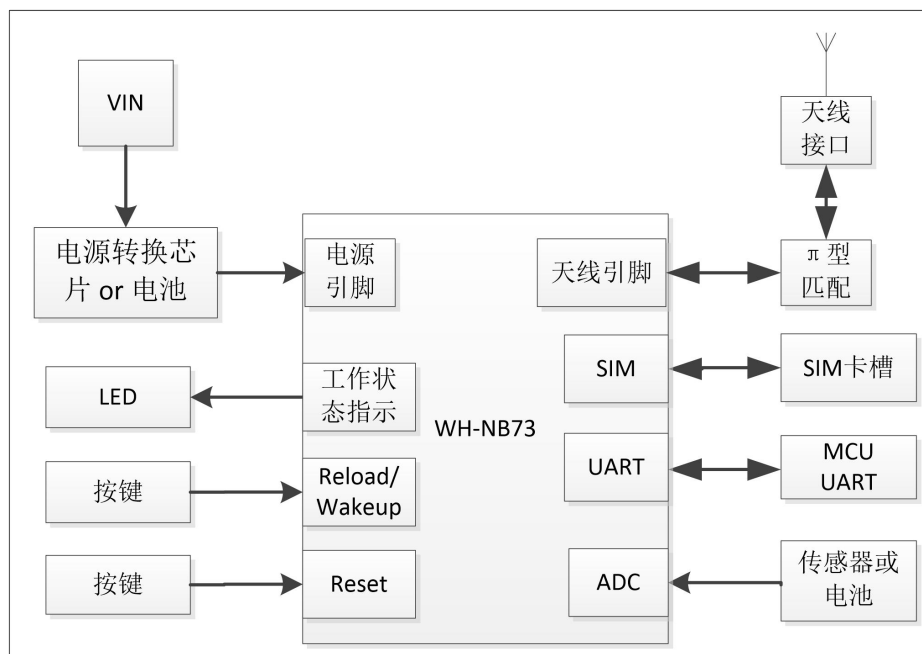 VIN
天线
接口
电源转换芯
片 or 电池
电源
引脚
天线引脚
π型
匹配
LED
工作状
态指示
WH-NB73
SIM
SIM卡槽
按键
Reload/
Wakeup
UART
MCU
UART
按键
Reset
ADC
传感器或
电池